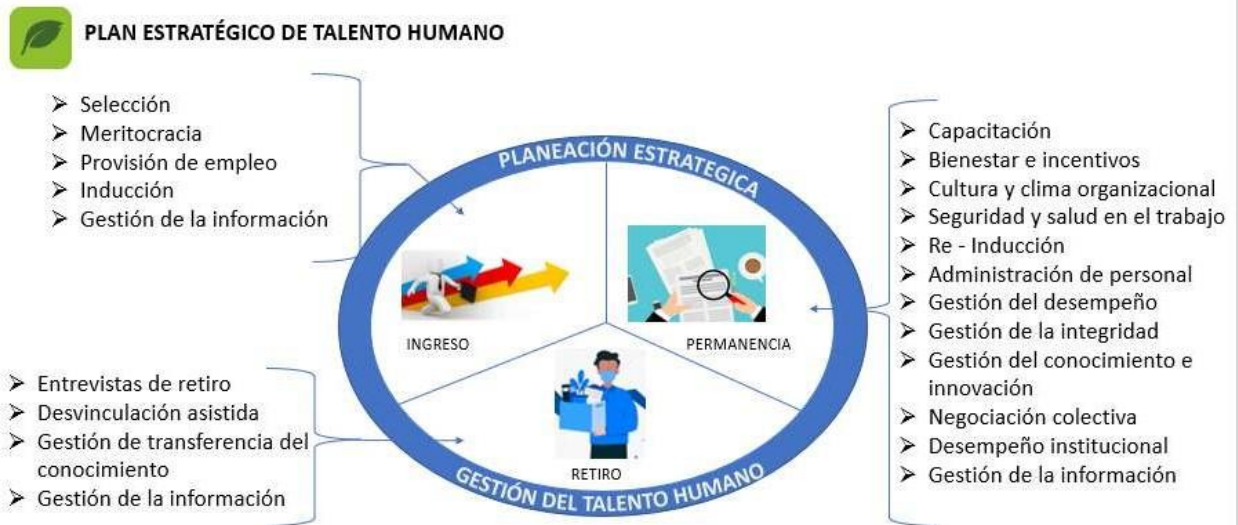 PLAN ESTRATÉGICO DE TALENTO HUMANO
➢ Selección
➢ Meritocracia
➢ Provisión de empleo
➢ Inducción
➢ Gestión de la información
PLANEACIÓN ESTRATEGICA
INGRESO
PERMANENCIA
RETIRO
GESTIÓN DEL TALENTO HUMANO
➢ Capacitación
➢ Bienestar e incentivos
➢ Cultura y clima organizacional
➢ Seguridad y salud en el trabajo
➢ Re - Inducción
➢ Administración de personal
➢ Gestión del desempeño
➢ Gestión de la integridad
➢ Gestión del conocimiento e
innovación
➢ Negociación colectiva
➢ Desempeño institucional
➢ Gestión de la información
➢ Entrevistas de retiro
➢ Desvinculación asistida
➢ Gestión de transferencia del
conocimiento
➢ Gestión de la información